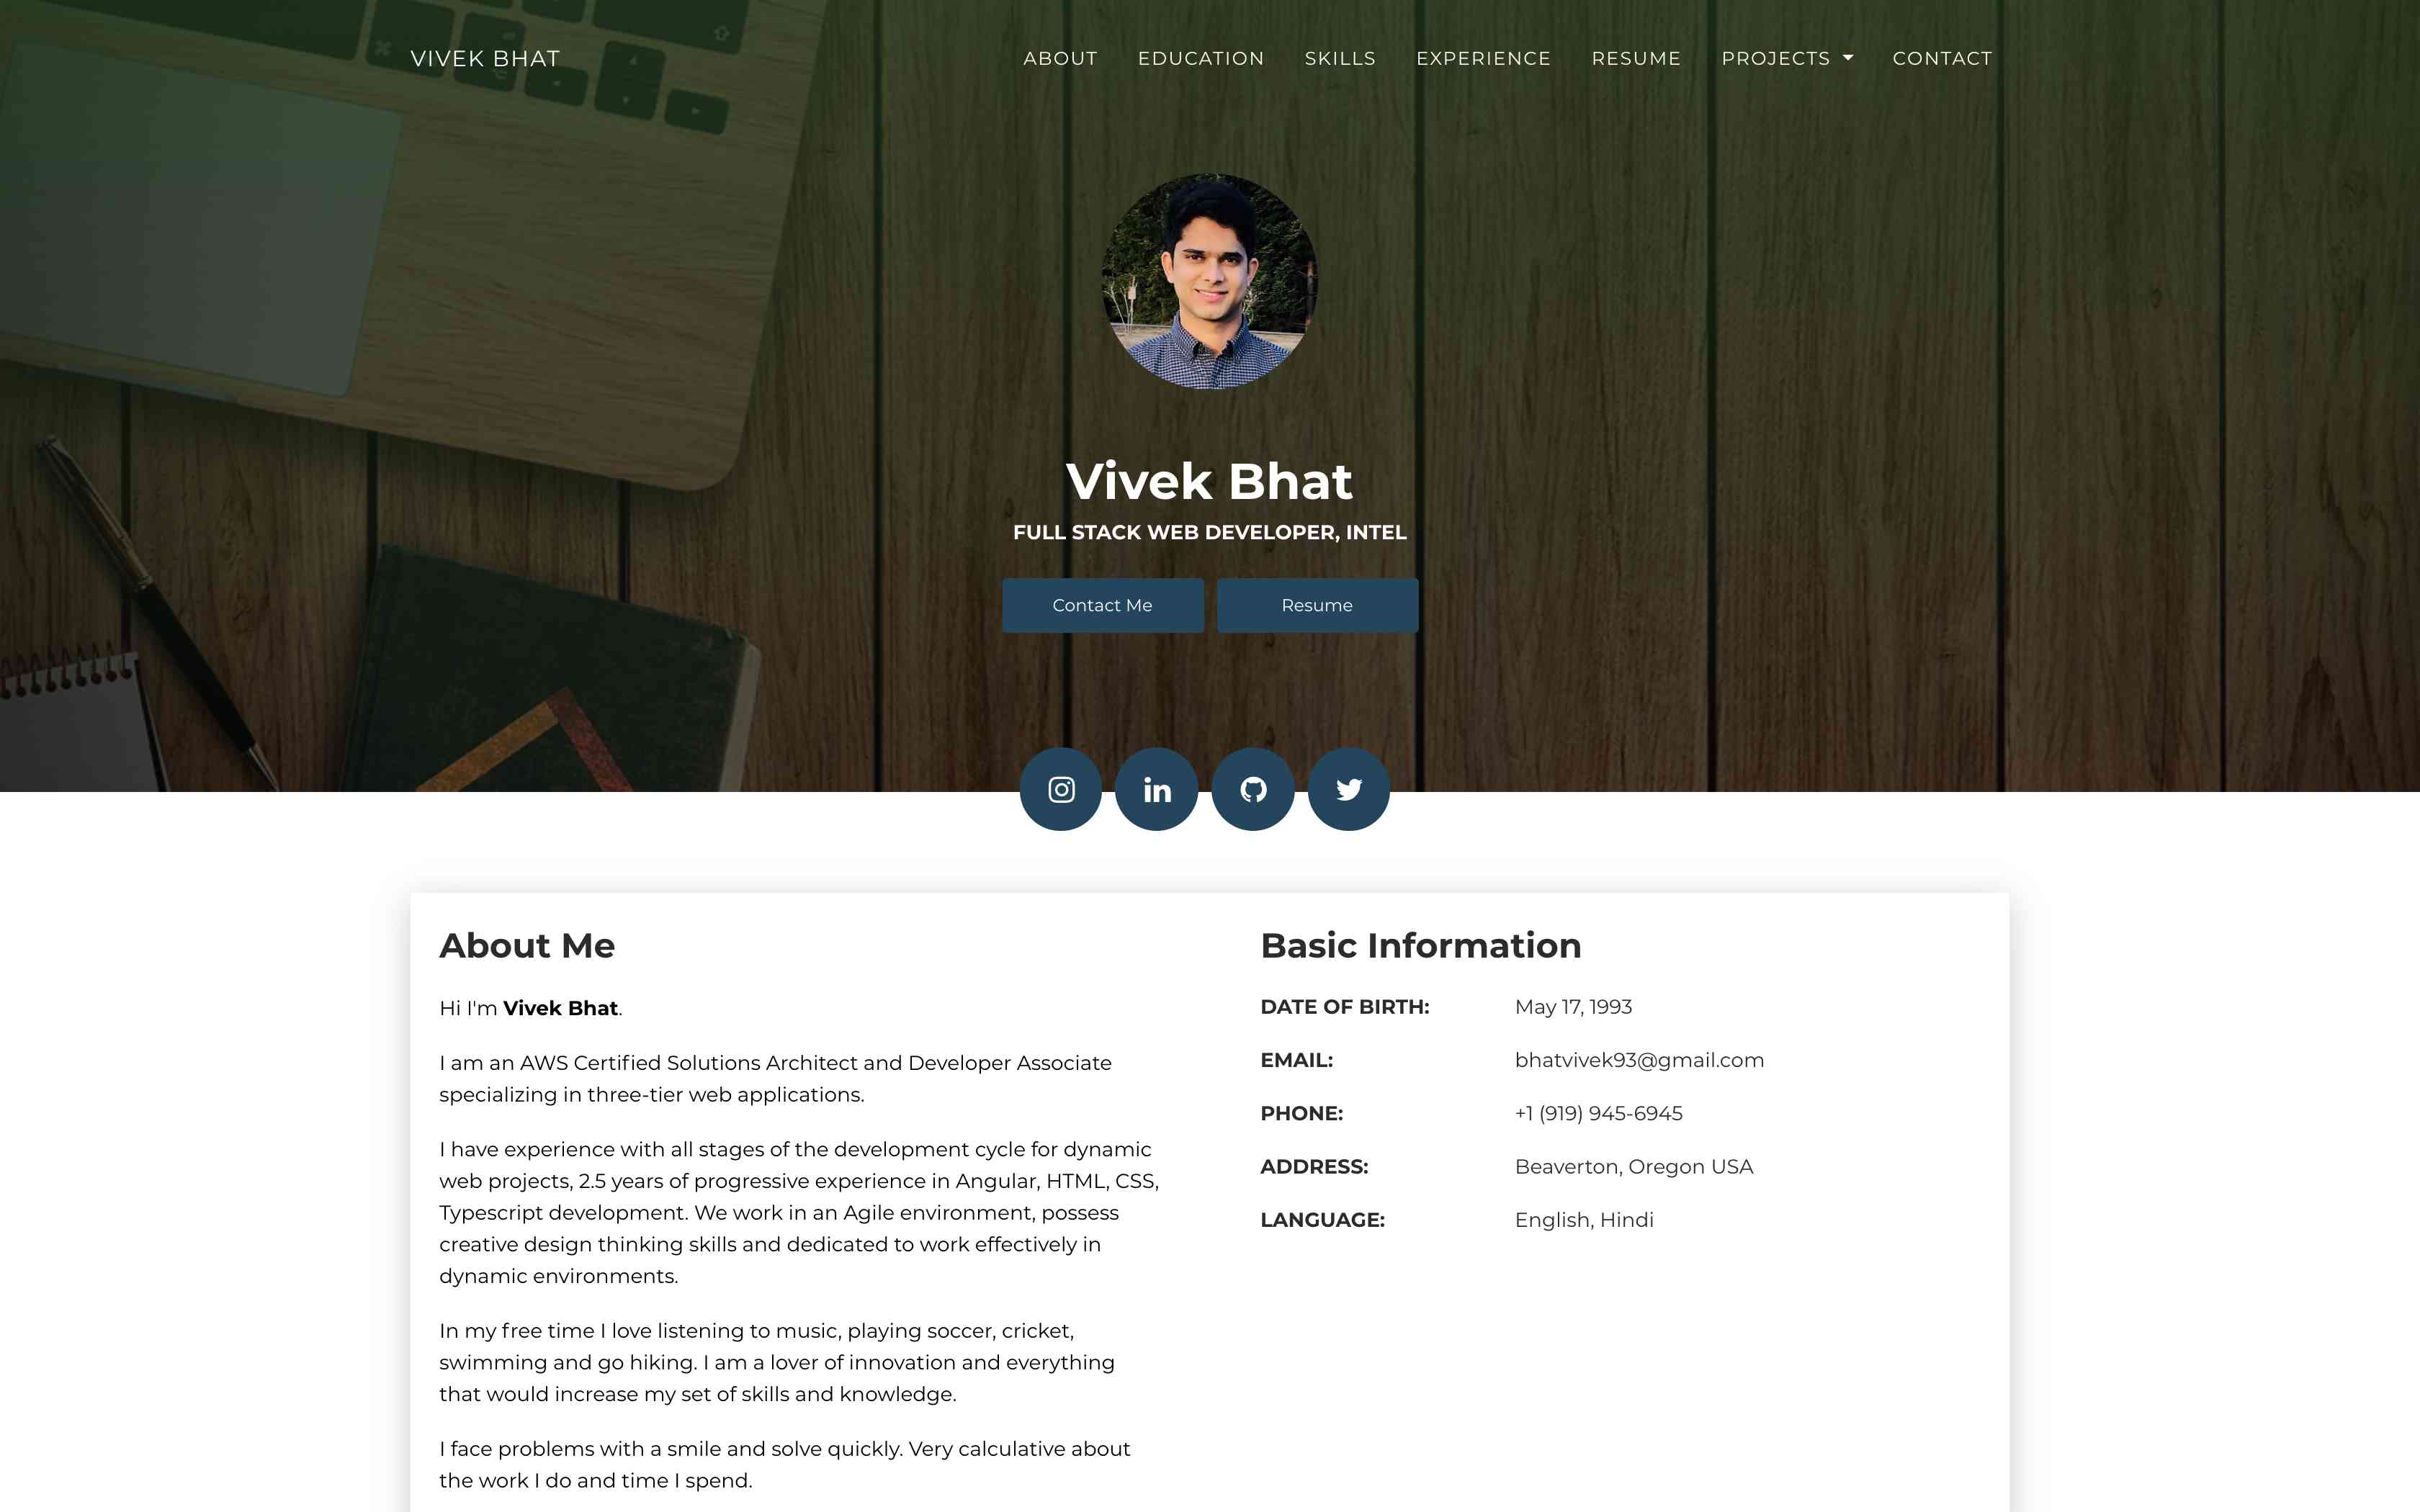 VIVEK BHAT
ABOUT EDUCATION SKILLS EXPERIENCE RESUME PROJECTS CONTACT
Vivek Bhat
FULL STACK WEB DEVELOPER, INTEL
Contact Me Resume
About Me
Hi I'm Vivek Bhat.
I am an AWS Certified Solutions Architect and Developer Associate
specializing in three-tier web applications.
I have experience with all stages of the development cycle for dynamic
web projects, 2.5 years of progressive experience in Angular, HTML, CSS,
Typescript development. We work in an Agile environment, possess
creative design thinking skills and dedicated to work effectively in
dynamic environments.
In my free time I love listening to music, playing soccer, cricket,
swimming and go hiking. I am a lover of innovation and everything
that would increase my set of skills and knowledge.
I face problems with a smile and solve quickly. Very calculative about
the work I do and time I spend.
Basic Information
DATE OF BIRTH: May 17, 1993
EMAIL: bhatvivek93@gmail.com
PHONE: +1 (919) 945-6945
ADDRESS: Beaverton, Oregon USA
LANGUAGE: English, Hindi